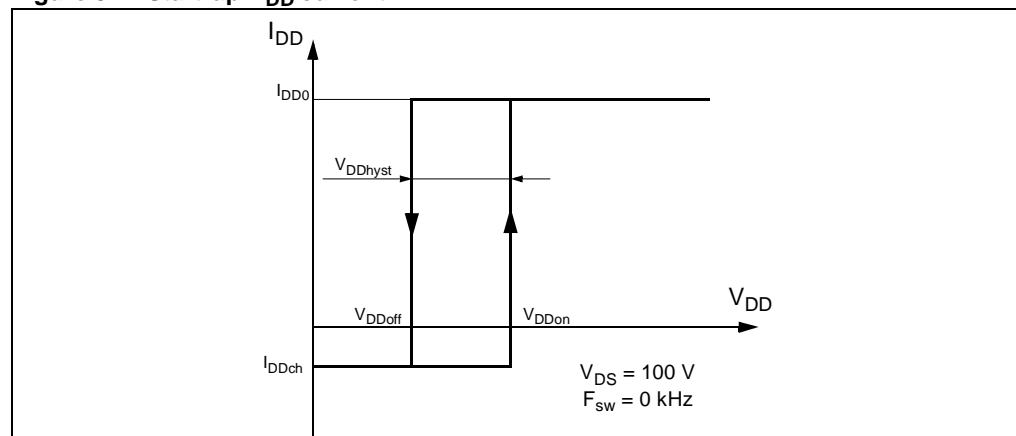 I_DD
I_DD0
V_DDhyst
V_DD
V_DDoff
V_DDon
I_DDch
V_DS = 100 V
F_sw = 0 kHz